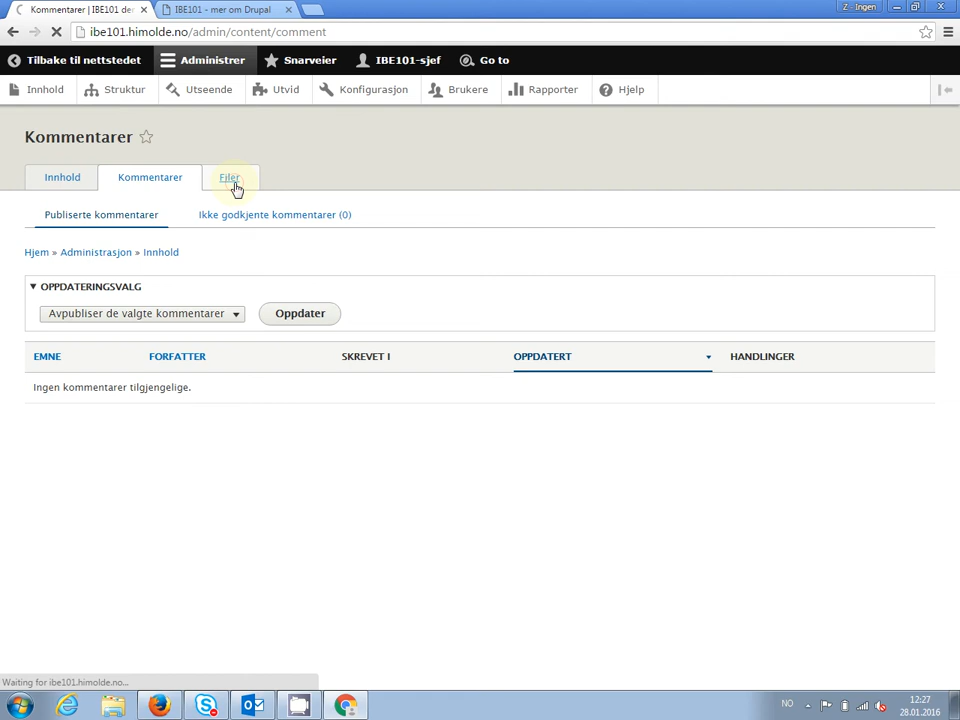 Kommentarer | IBE101 der
IBE101 - mer om Drupal
Z - Ingen
ibe101.himolde.no/admin/content/comment
Tilbake til nettstedet
Administrer
Snarveier
IBE101-sjef
Go to
Innhold
Struktur
Utseende
Utvid
Konfigurasjon
Brukere
Rapporter
Hjelp
Kommentarer
Innhold
Kommentarer
Filer
Publiserte kommentarer
Ikke godkjente kommentarer (0)
Hjem » Administrasjon » Innhold
▼ OPPDATERINGSVALG
Avpubliser de valgte kommentarer
Oppdater
EMNE
FORFATTER
SKREVET I
OPPDATERT
HANDLINGER
Ingen kommentarer tilgjengelige.
Waiting for ibe101.himolde.no...
NO
12:27
28.01.2016